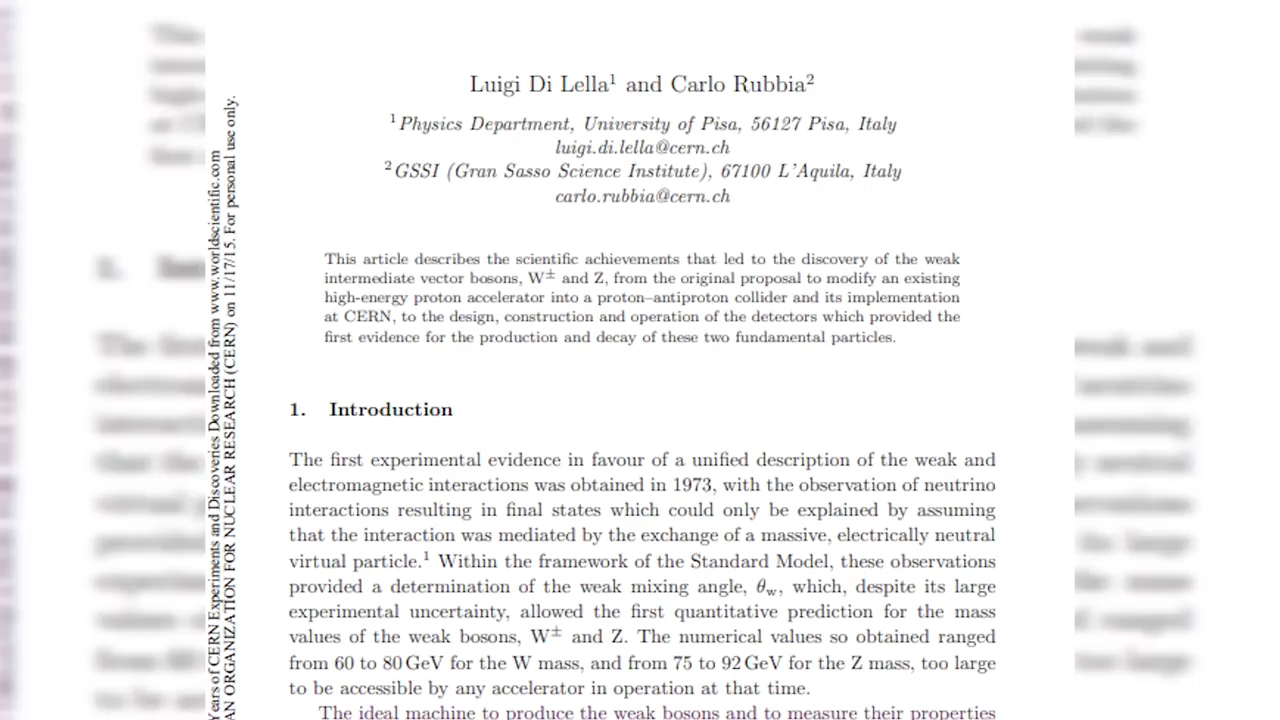 Luigi Di Lella¹ and Carlo Rubbia²
¹Physics Department, University of Pisa, 56127 Pisa, Italy
luigi.di.lella@cern.ch
²GSSI (Gran Sasso Science Institute), 67100 L'Aquila, Italy
carlo.rubbia@cern.ch
This article describes the scientific achievements that led to the discovery of the weak
intermediate vector bosons, W± and Z, from the original proposal to modify an existing
high-energy proton accelerator into a proton–antiproton collider and its implementation
at CERN, to the design, construction and operation of the detectors which provided the
first evidence for the production and decay of these two fundamental particles.
1. Introduction
The first experimental evidence in favour of a unified description of the weak and
electromagnetic interactions was obtained in 1973, with the observation of neutrino
interactions resulting in final states which could only be explained by assuming
that the interaction was mediated by the exchange of a massive, electrically neutral
virtual particle.¹ Within the framework of the Standard Model, these observations
provided a determination of the weak mixing angle, θw, which, despite its large
experimental uncertainty, allowed the first quantitative prediction for the mass
values of the weak bosons, W± and Z. The numerical values so obtained ranged
from 60 to 80 GeV for the W mass, and from 75 to 92 GeV for the Z mass, too large
to be accessible by any accelerator in operation at that time.
The ideal machine to produce the weak bosons and to measure their properties
Years of CERN Experiments and Discoveries Downloaded from www.worldscientific.com
AN ORGANIZATION FOR NUCLEAR RESEARCH (CERN) on 11/17/15. For personal use only.